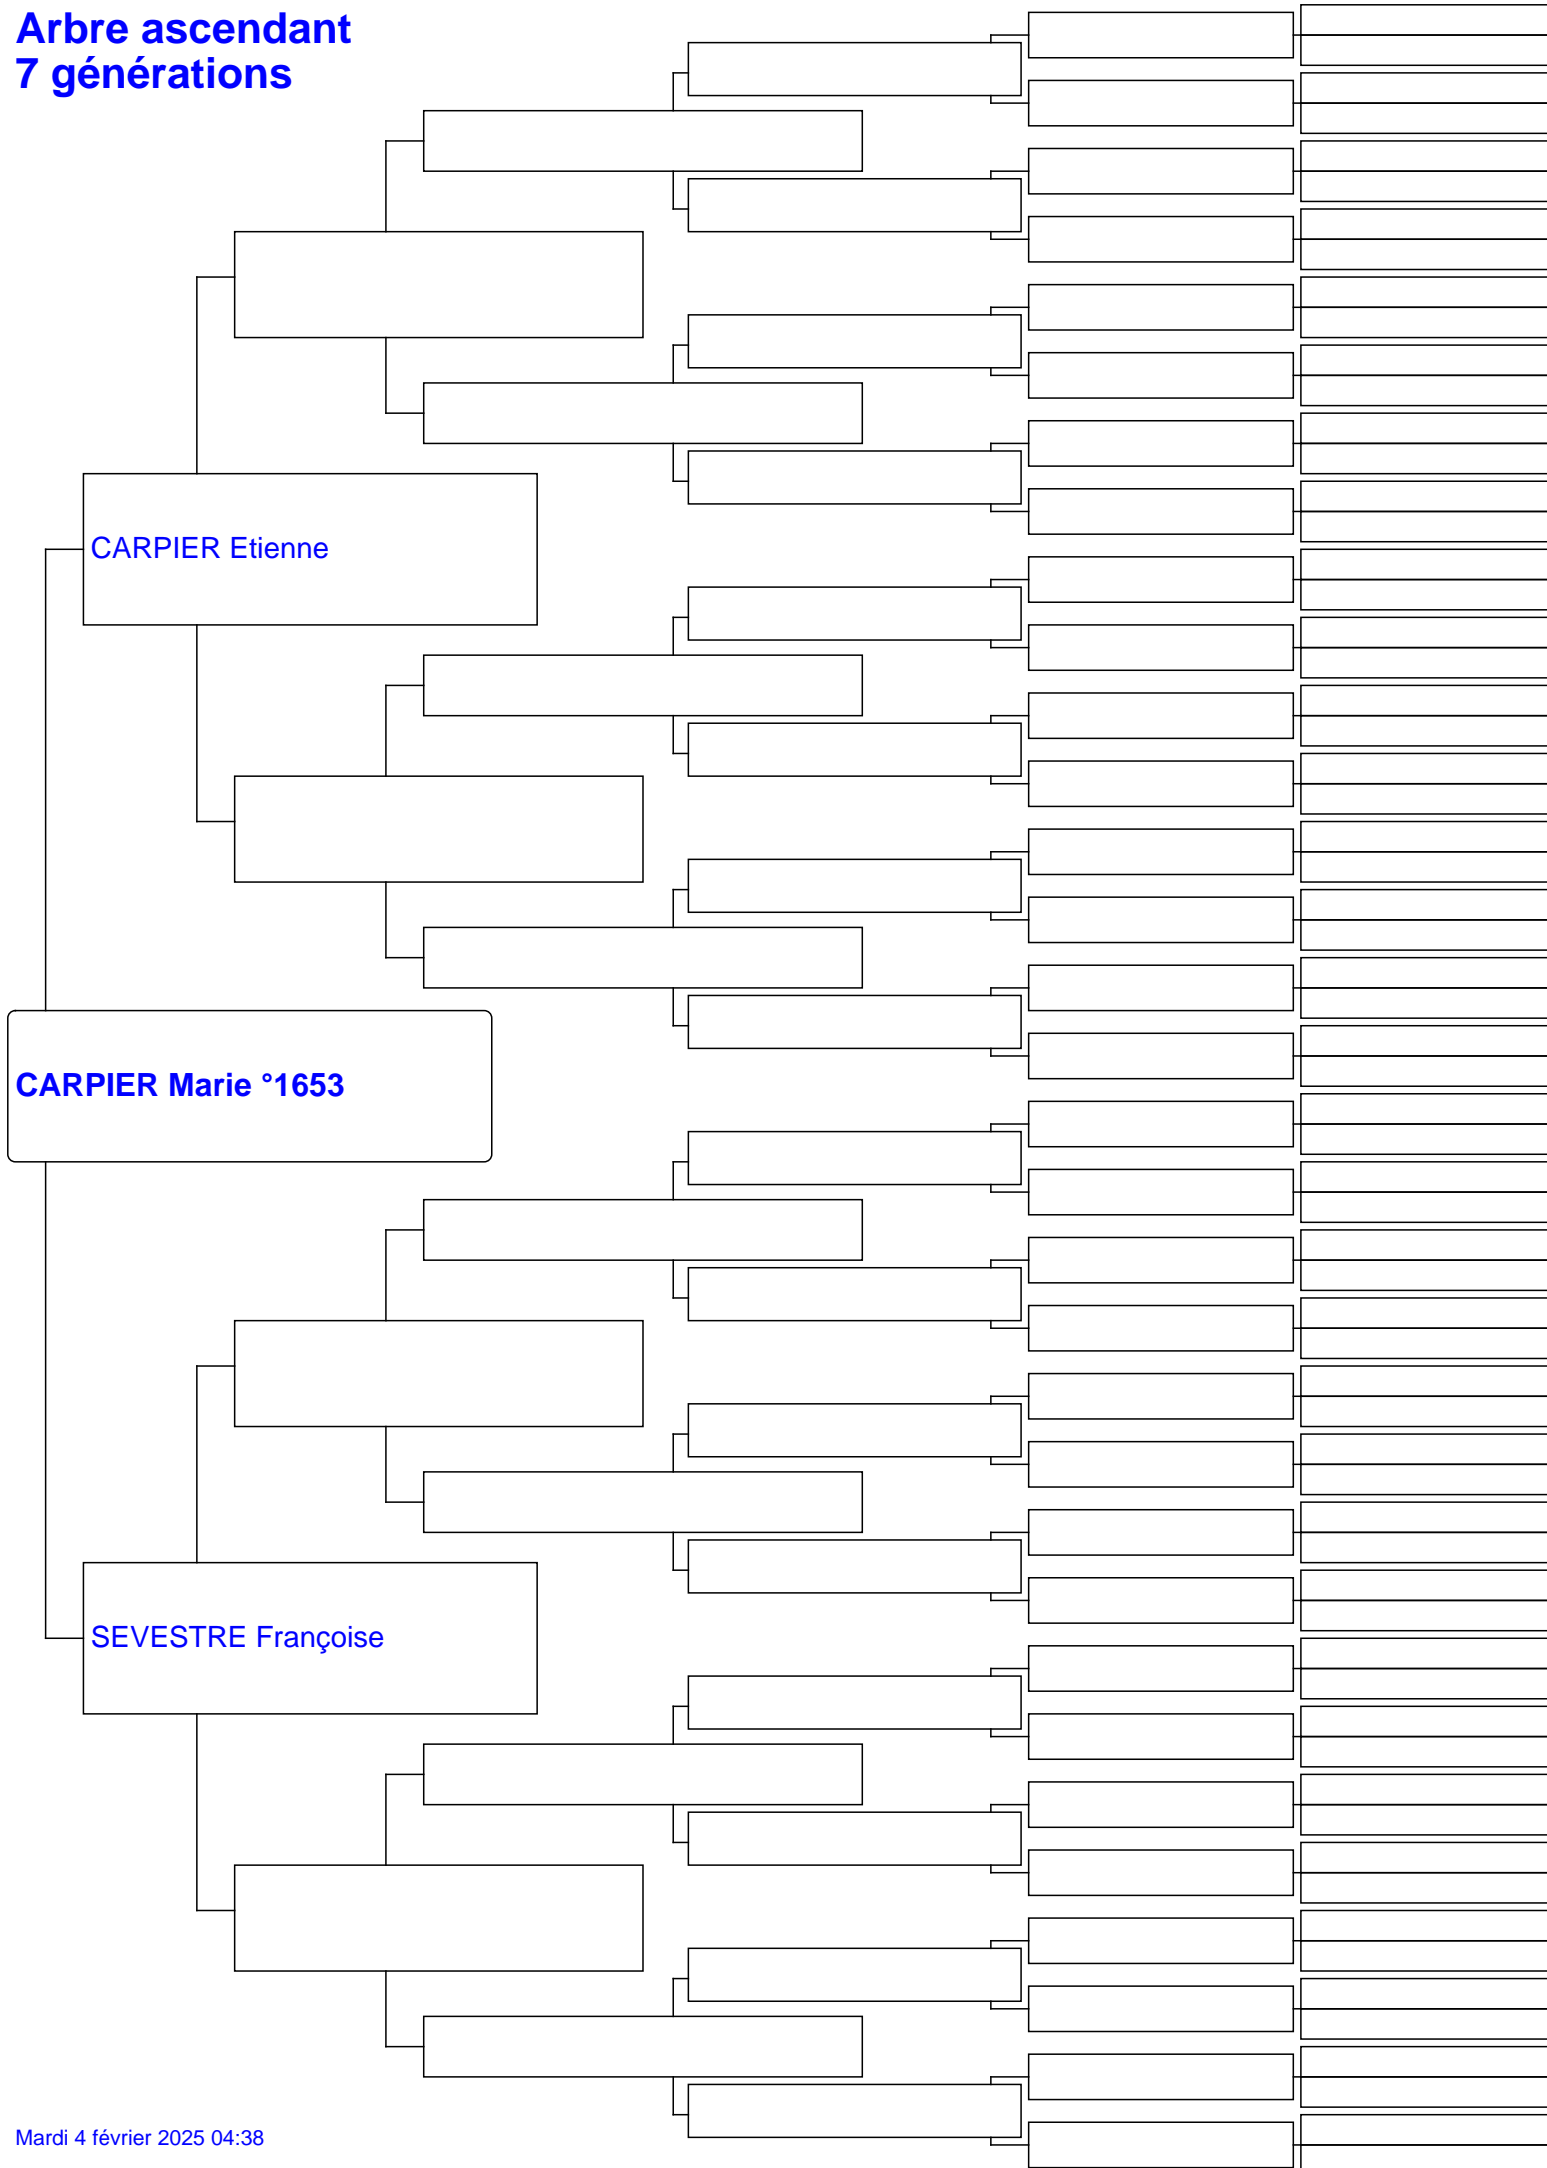 Arbre ascendant
7 générations
CARPIER Etienne
CARPIER Marie °1653
SEVESTRE Françoise
Mardi 4 février 2025 04:38